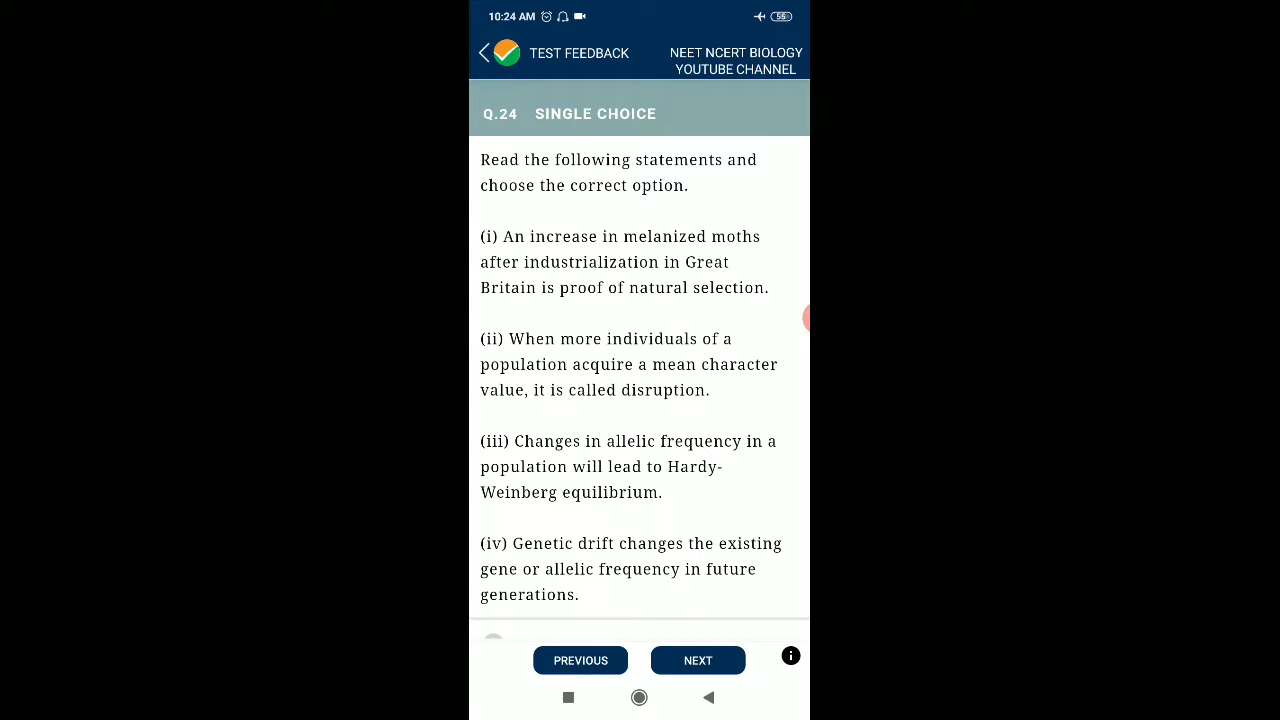 10:24 AM 55
TEST FEEDBACK
NEET NCERT BIOLOGY
YOUTUBE CHANNEL
Q.24 SINGLE CHOICE
Read the following statements and
choose the correct option.
(i) An increase in melanized moths
after industrialization in Great
Britain is proof of natural selection.
(ii) When more individuals of a
population acquire a mean character
value, it is called disruption.
(iii) Changes in allelic frequency in a
population will lead to Hardy-
Weinberg equilibrium.
(iv) Genetic drift changes the existing
gene or allelic frequency in future
generations.
PREVIOUS NEXT